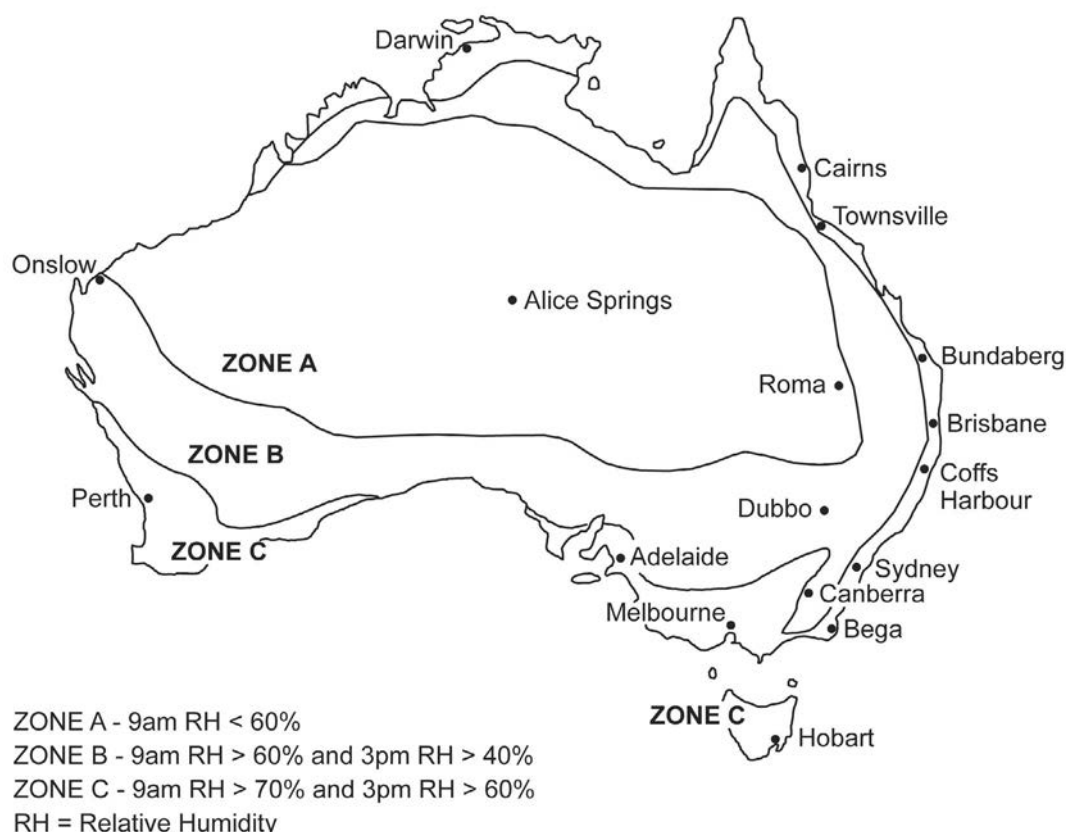 Darwin
Cairns
Townsville
Onslow
Alice Springs
ZONE A
Bundaberg
Roma
Brisbane
ZONE B
Coffs
Harbour
Perth
Dubbo
ZONE C
Adelaide
Sydney
Canberra
Melbourne
Bega
ZONE C
Hobart
ZONE A - 9am RH < 60%
ZONE B - 9am RH > 60% and 3pm RH > 40%
ZONE C - 9am RH > 70% and 3pm RH > 60%
RH = Relative Humidity